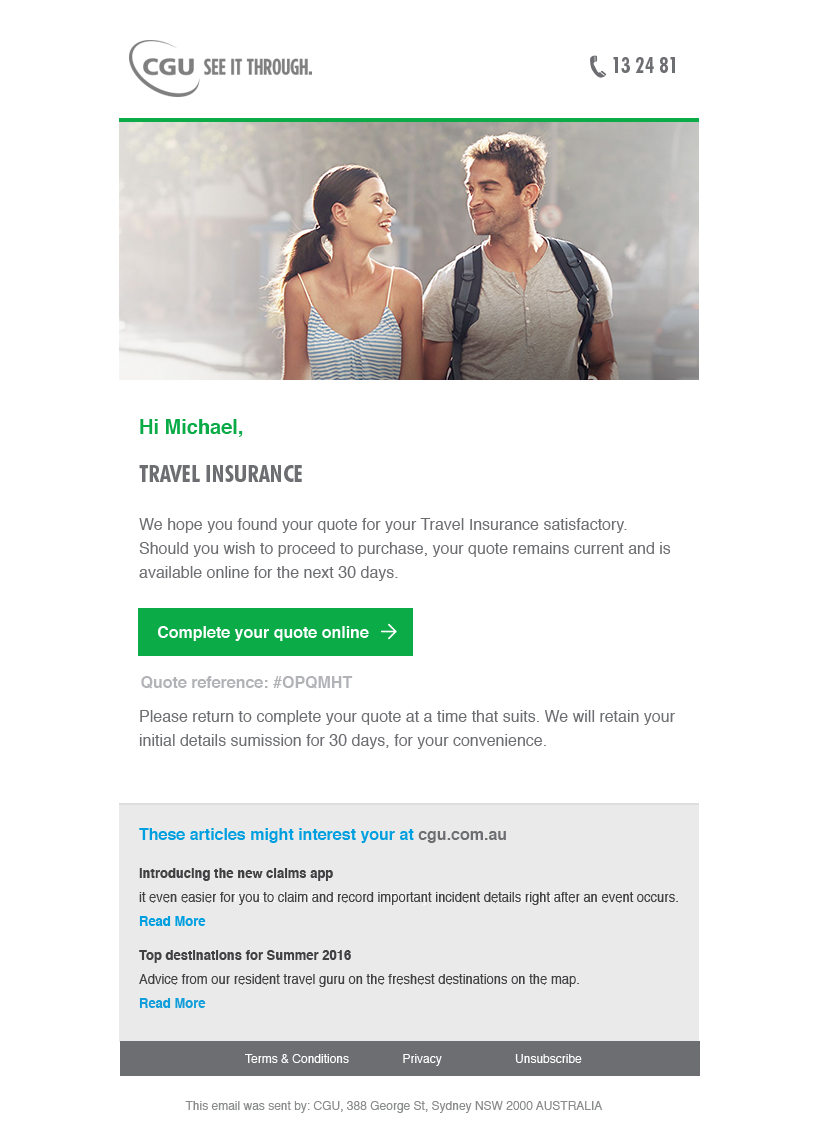 CGU SEE IT THROUGH.
13 24 81
Hi Michael,
TRAVEL INSURANCE
We hope you found your quote for your Travel Insurance satisfactory.
Should you wish to proceed to purchase, your quote remains current and is
available online for the next 30 days.
Complete your quote online
Quote reference: #OPQMHT
Please return to complete your quote at a time that suits. We will retain your
initial details sumission for 30 days, for your convenience.
These articles might interest your at cgu.com.au
Introducing the new claims app
it even easier for you to claim and record important incident details right after an event occurs.
Read More
Top destinations for Summer 2016
Advice from our resident travel guru on the freshest destinations on the map.
Read More
Terms & Conditions Privacy Unsubscribe
This email was sent by: CGU, 388 George St, Sydney NSW 2000 AUSTRALIA